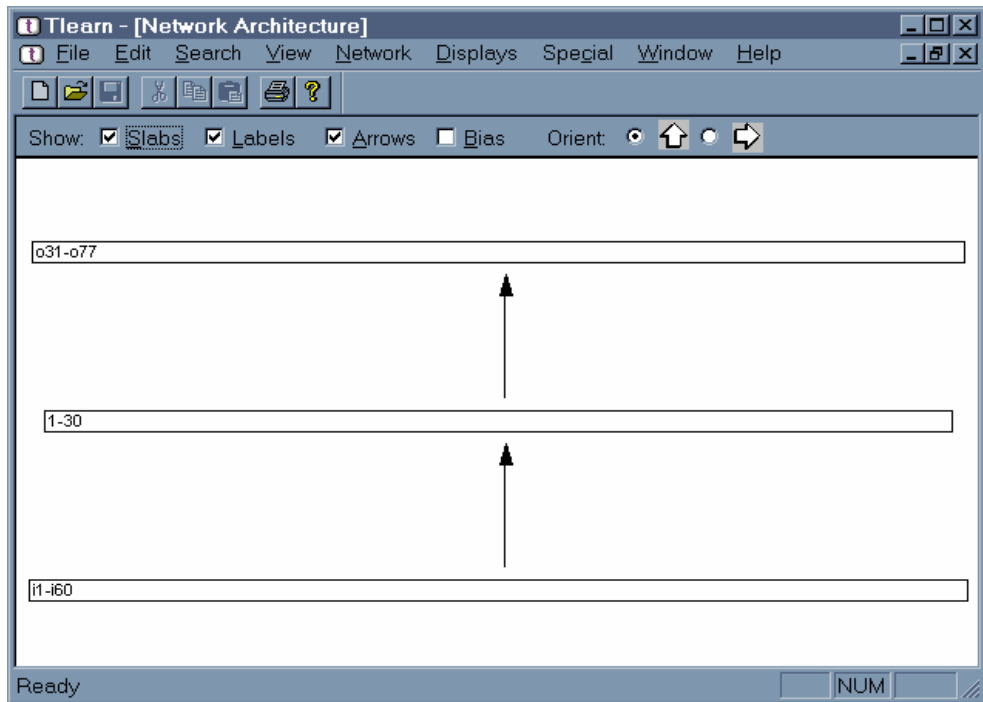 Tlearn - [Network Architecture]
File Edit Search View Network Displays Special Window Help
Show: Slabs Labels Arrows Bias Orient:
o31-o77
1-30
i1-i60
Ready NUM